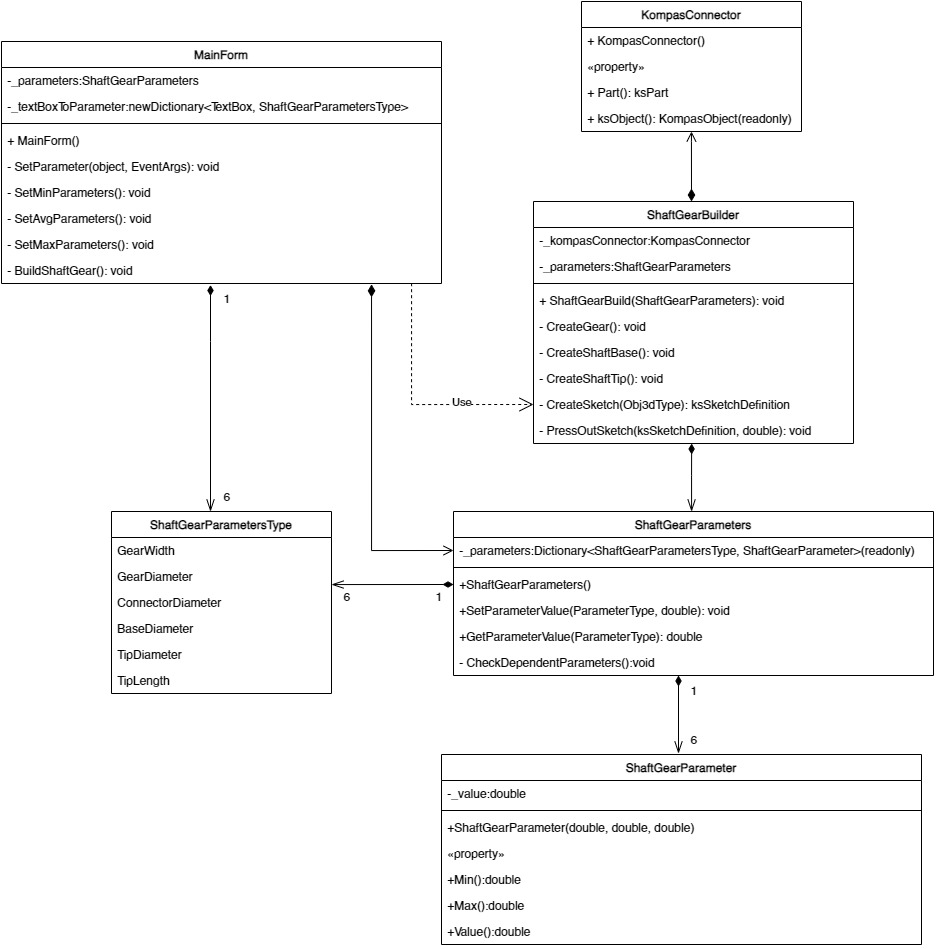 KompasConnector
+ KompasConnector()
«property»
+ Part(): ksPart
+ ksObject(): KompasObject(readonly)
MainForm
-_parameters:ShaftGearParameters
-_textBoxToParameter:newDictionary<TextBox, ShaftGearParametersType>
+ MainForm()
- SetParameter(object, EventArgs): void
- SetMinParameters(): void
- SetAvgParameters(): void
- SetMaxParameters(): void
- BuildShaftGear(): void
ShaftGearBuilder
-_kompasConnector:KompasConnector
-_parameters:ShaftGearParameters
+ ShaftGearBuild(ShaftGearParameters): void
- CreateGear(): void
- CreateShaftBase(): void
- CreateShaftTip(): void
- CreateSketch(Obj3dType): ksSketchDefinition
- PressOutSketch(ksSketchDefinition, double): void
1
Use
6
ShaftGearParametersType
GearWidth
GearDiameter
ConnectorDiameter
BaseDiameter
TipDiameter
TipLength
6
1
ShaftGearParameters
-_parameters:Dictionary<ShaftGearParametersType, ShaftGearParameter>(readonly)
+ShaftGearParameters()
+SetParameterValue(ParameterType, double): void
+GetParameterValue(ParameterType): double
- CheckDependentParameters():void
1
6
ShaftGearParameter
-_value:double
+ShaftGearParameter(double, double, double)
«property»
+Min():double
+Max():double
+Value():double